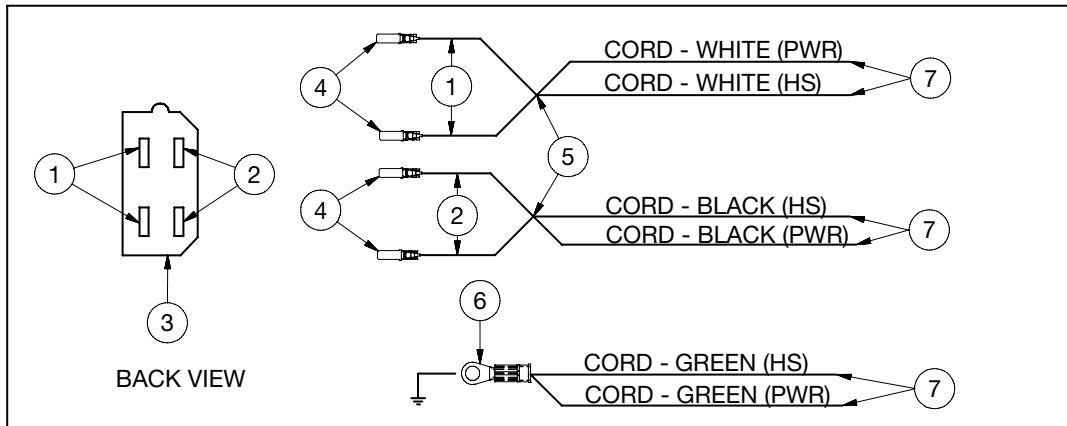 CORD - WHITE (PWR)
4
1
CORD - WHITE (HS)
7
1
2
5
4
2
CORD - BLACK (HS)
CORD - BLACK (PWR)
7
3
6
BACK VIEW
CORD - GREEN (HS)
CORD - GREEN (PWR)
7